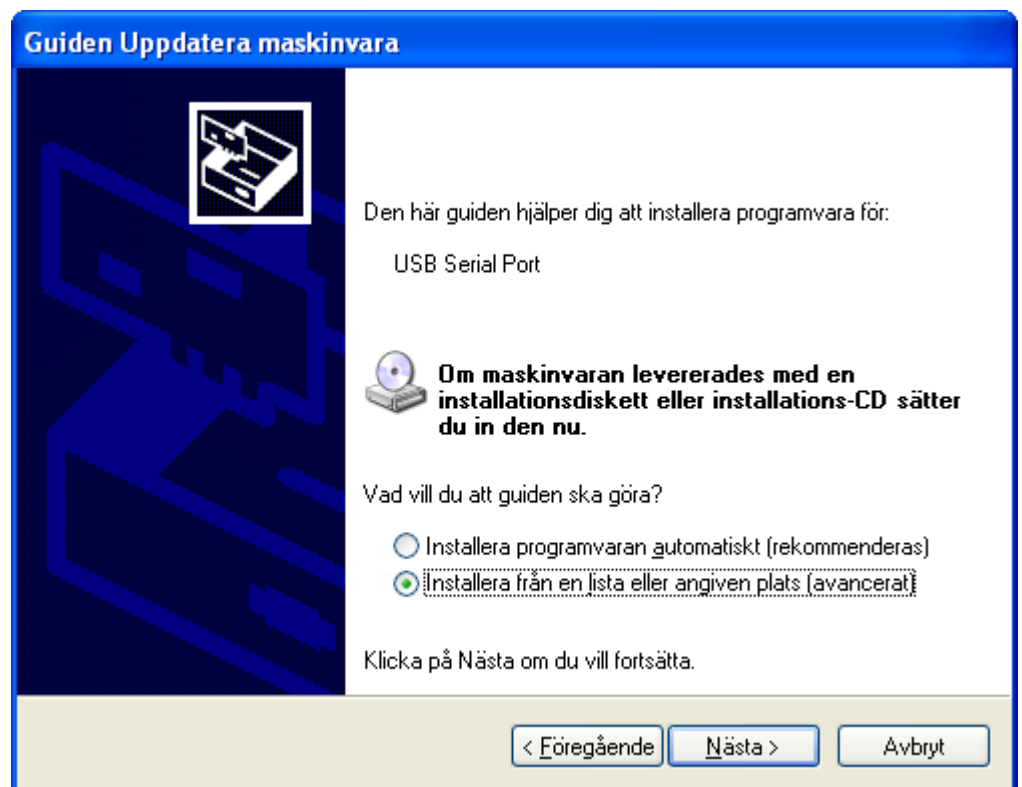 Guiden Uppdatera maskinvara
Den här guiden hjälper dig att installera programvara för:
USB Serial Port
Om maskinvaran levererades med en
installationsdiskett eller installations-CD sätter
du in den nu.
Vad vill du att guiden ska göra?
Installera programvaran automatiskt (rekommenderas)
Installera från en lista eller angiven plats (avancerat)
Klicka på Nästa om du vill fortsätta.
< Föregående Nästa > Avbryt